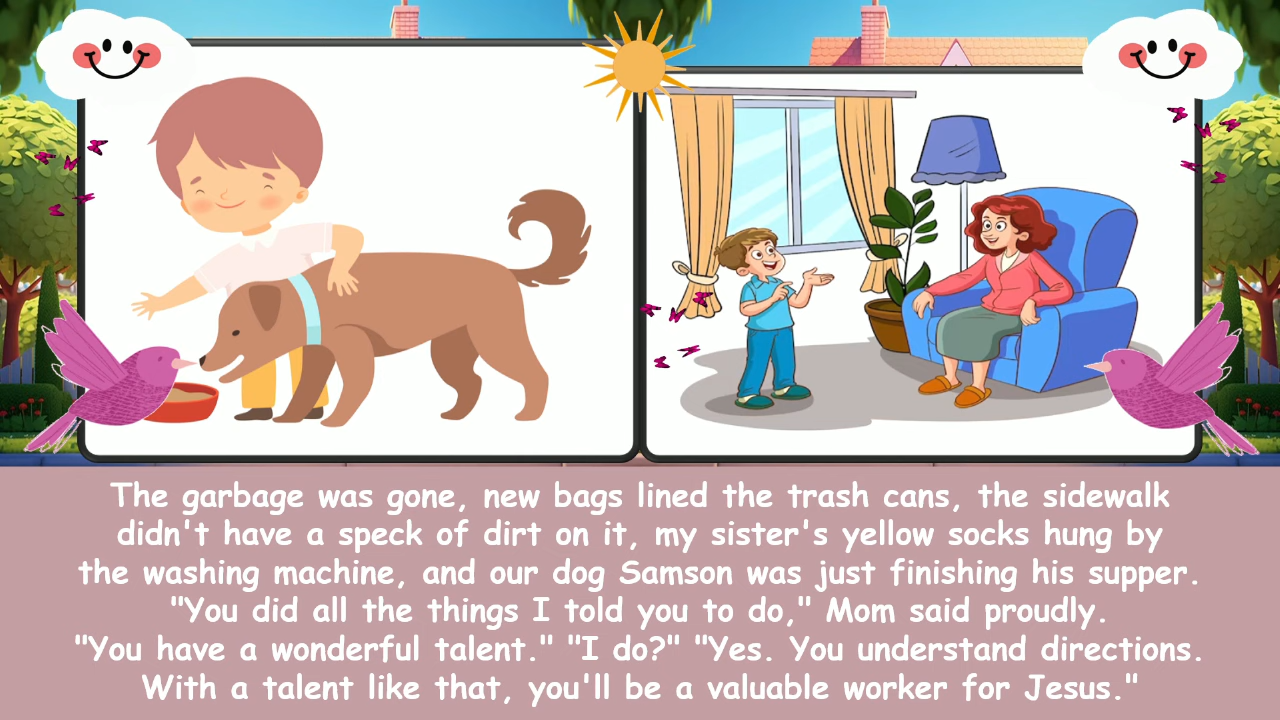 The garbage was gone, new bags lined the trash cans, the sidewalk
didn't have a speck of dirt on it, my sister's yellow socks hung by
the washing machine, and our dog Samson was just finishing his supper.
"You did all the things I told you to do," Mom said proudly.
"You have a wonderful talent." "I do?" "Yes. You understand directions.
With a talent like that, you'll be a valuable worker for Jesus."